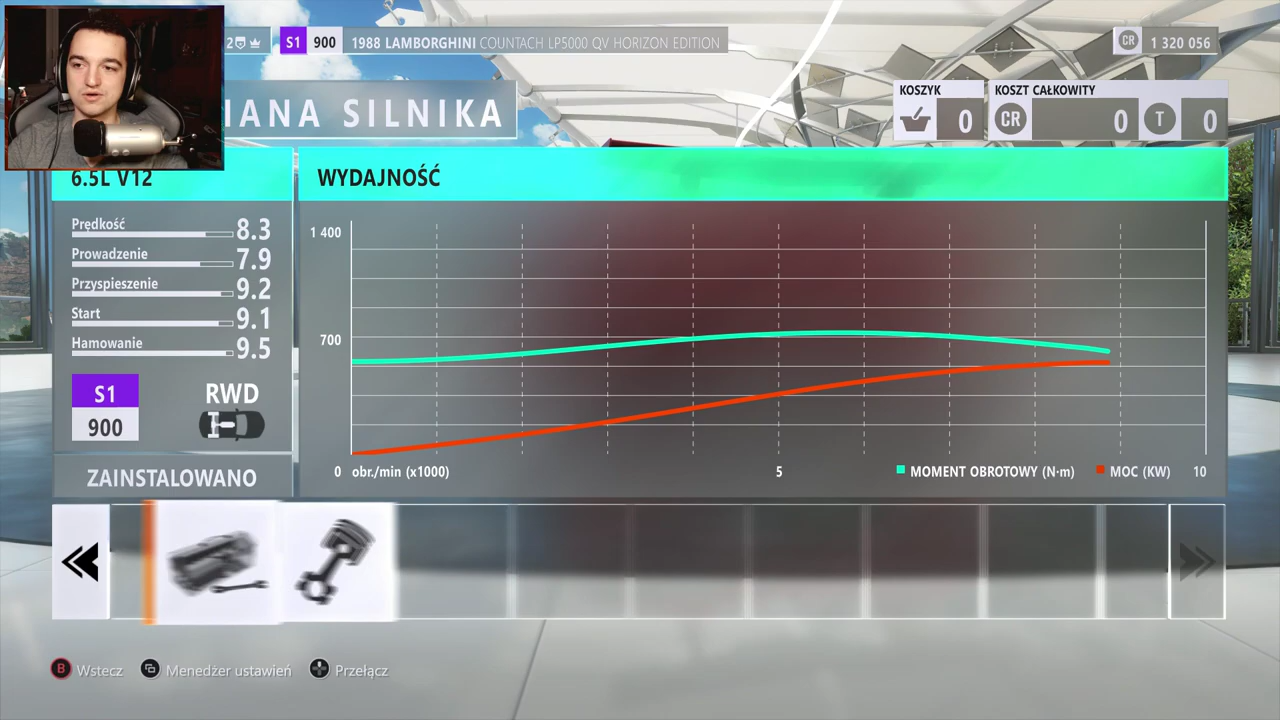 2
S1 900 1988 LAMBORGHINI COUNTACH LP5000 QV HORIZON EDITION
CR 1 320 056
IANA SILNIKA
KOSZYK
0
KOSZT CAŁKOWITY
CR 0 T 0
6.5L V12
Prędkość 8.3
Prowadzenie 7.9
Przyspieszenie 9.2
Start 9.1
Hamowanie 9.5
S1
900
RWD
ZAINSTALOWANO
WYDAJNOŚĆ
1 400
700
0 obr./min (x1000) 5 MOMENT OBROTOWY (N·m) MOC (KW) 10
B Wstecz Menedżer ustawień Przełącz